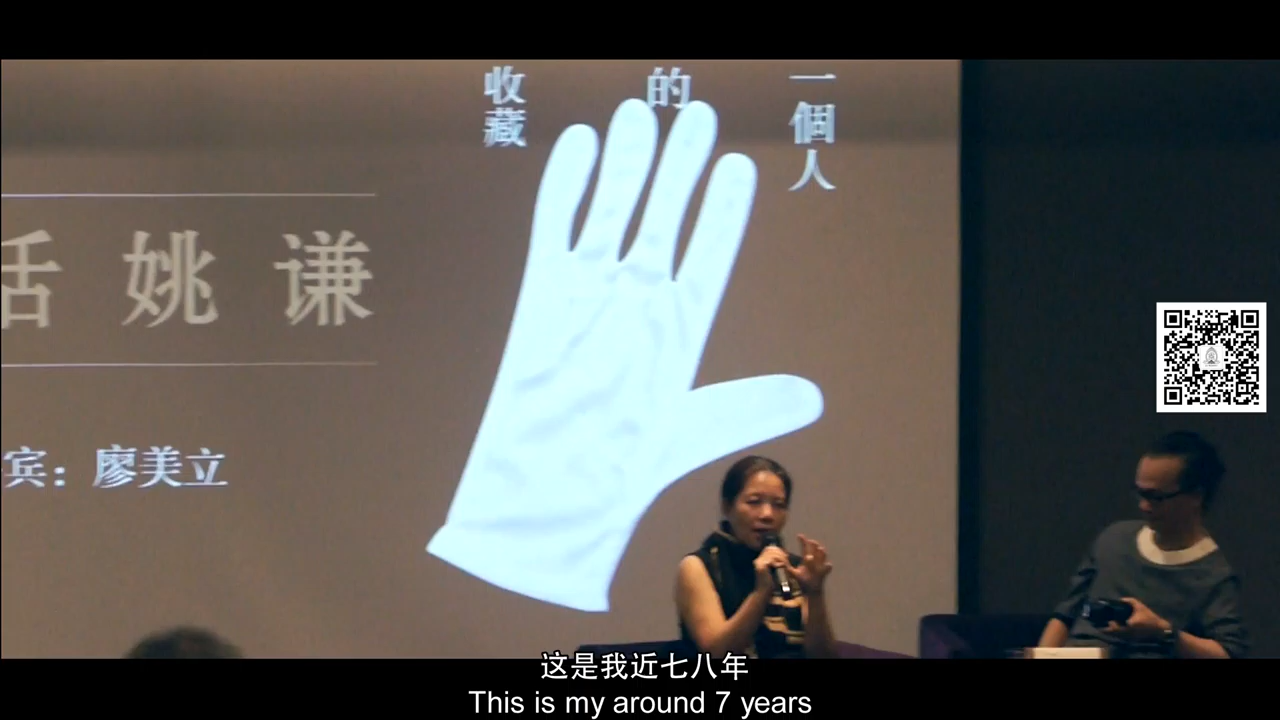 一個人
的
收藏
姚谦
宾：廖美立
这是我近七八年
This is my around 7 years